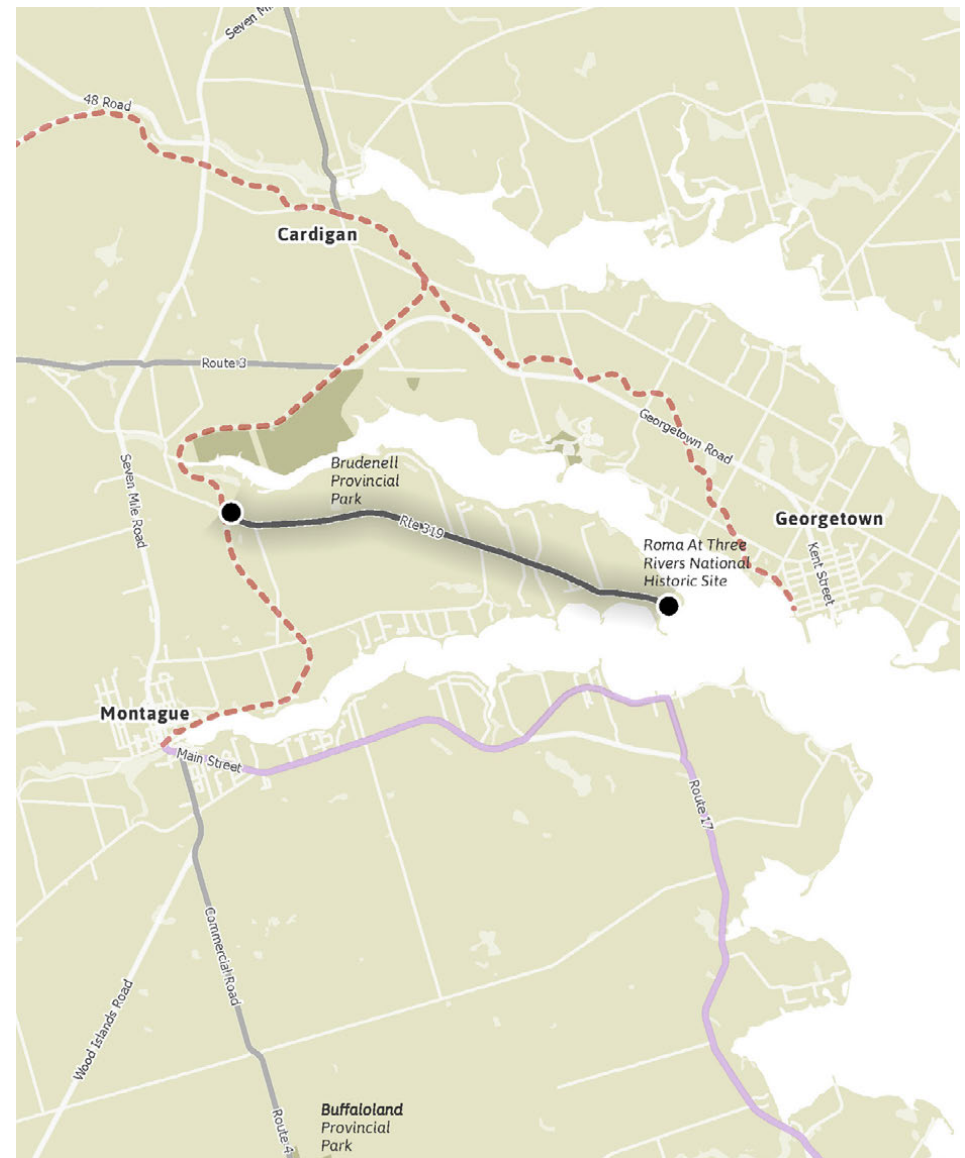 Seven Mi
48 Road
Cardigan
Route 3
Georgetown Road
Brudenell
Provincial
Park
Seven Mile Road
Rte 319
Georgetown
Roma At Three
Rivers National
Historic Site
Kent Street
Montague
Main Street
Route 17
Commercial Road
Wood Islands Road
Buffaloland
Provincial
Park
Route 4